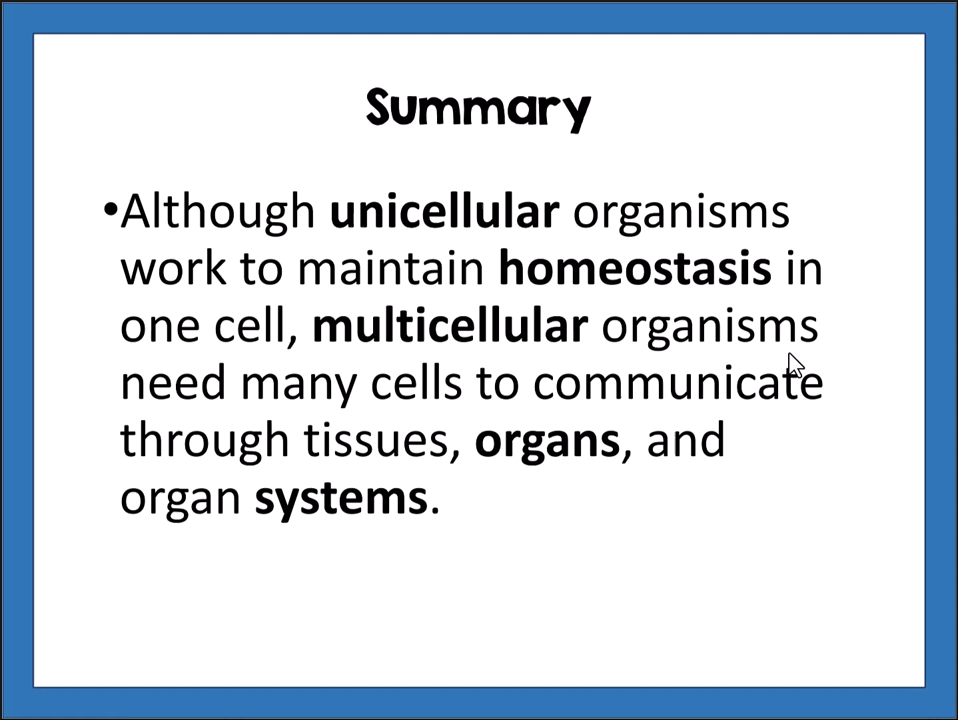 Summary
•Although unicellular organisms
work to maintain homeostasis in
one cell, multicellular organisms
need many cells to communicate
through tissues, organs, and
organ systems.